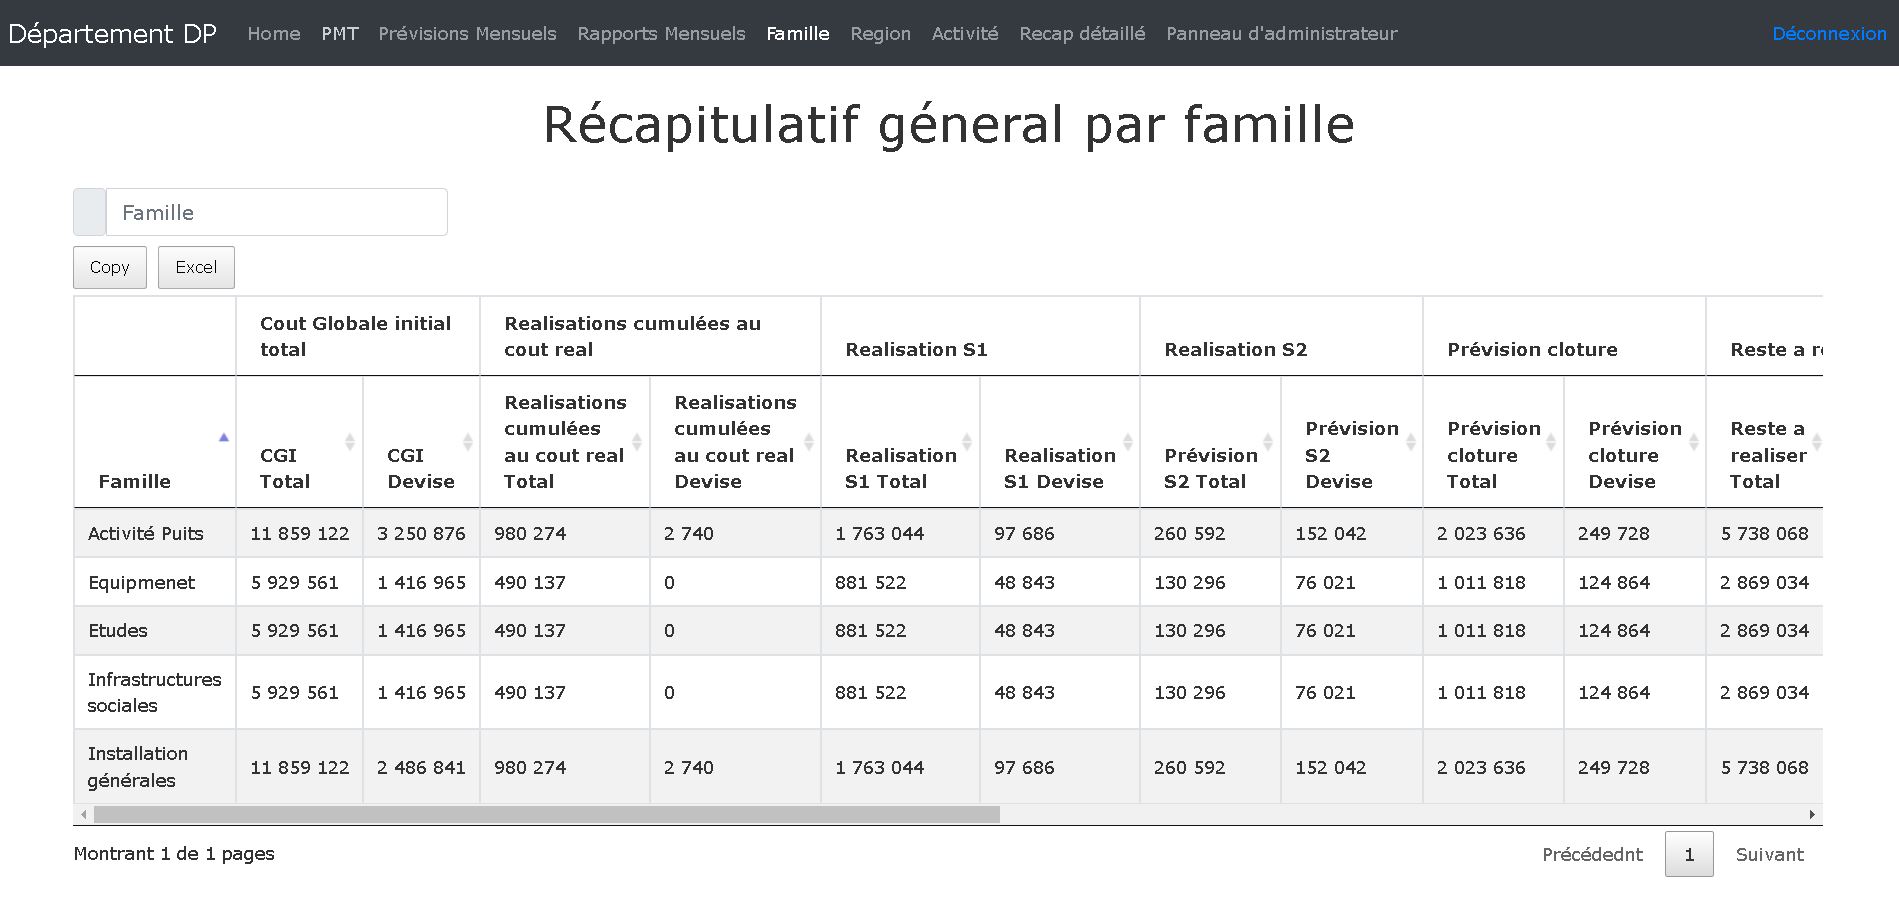 Département DP Home PMT Prévisions Mensuels Rapports Mensuels Famille Region Activité Recap détaillé Panneau d'administrateur Déconnexion
Récapitulatif géneral par famille
Famille
Copy Excel
Cout Globale initial total Realisations cumulées au cout real Realisation S1 Realisation S2 Prévision cloture Reste a
Famille CGI Total CGI Devise Realisations cumulées au cout real Total Realisations cumulées au cout real Devise Realisation S1 Total Realisation S1 Devise Prévision S2 Total Prévision S2 Devise Prévision cloture Total Prévision cloture Devise Reste a realiser Total
Activité Puits 11 859 122 3 250 876 980 274 2 740 1 763 044 97 686 260 592 152 042 2 023 636 249 728 5 738 068
Equipmenet 5 929 561 1 416 965 490 137 0 881 522 48 843 130 296 76 021 1 011 818 124 864 2 869 034
Etudes 5 929 561 1 416 965 490 137 0 881 522 48 843 130 296 76 021 1 011 818 124 864 2 869 034
Infrastructures sociales 5 929 561 1 416 965 490 137 0 881 522 48 843 130 296 76 021 1 011 818 124 864 2 869 034
Installation générales 11 859 122 2 486 841 980 274 2 740 1 763 044 97 686 260 592 152 042 2 023 636 249 728 5 738 068
Montrant 1 de 1 pages Précédednt 1 Suivant